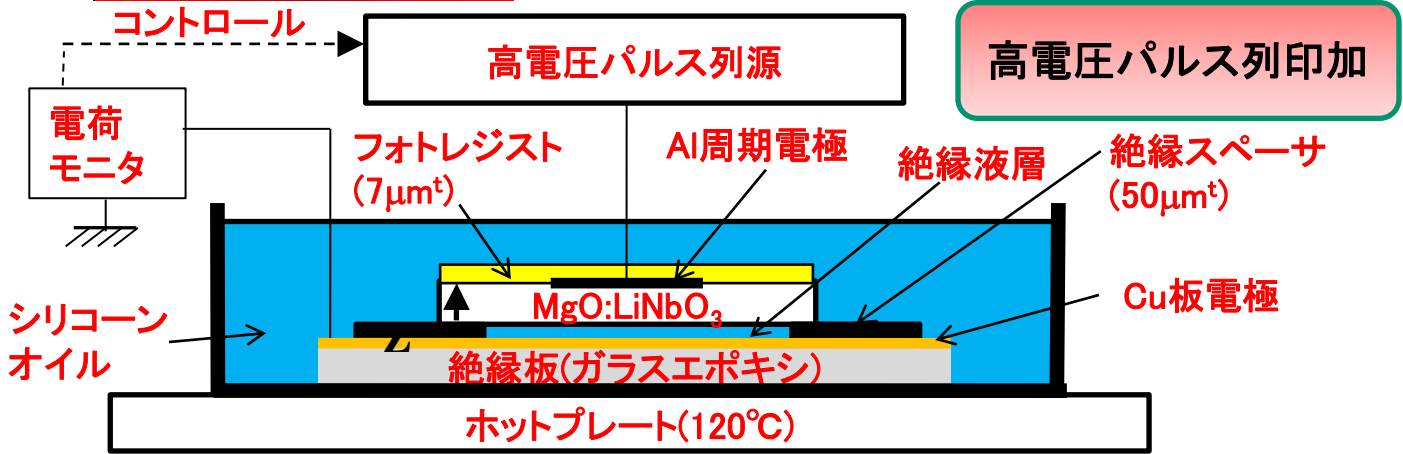 コントロール
高電圧パルス列源
高電圧パルス列印加
電荷
モニタ
フォトレジスト
(7μmᵗ)
Al周期電極
絶縁液層
絶縁スペーサ
(50μmᵗ)
MgO:LiNbO₃
Cu板電極
シリコーン
オイル
Z
絶縁板(ガラスエポキシ)
ホットプレート(120℃)